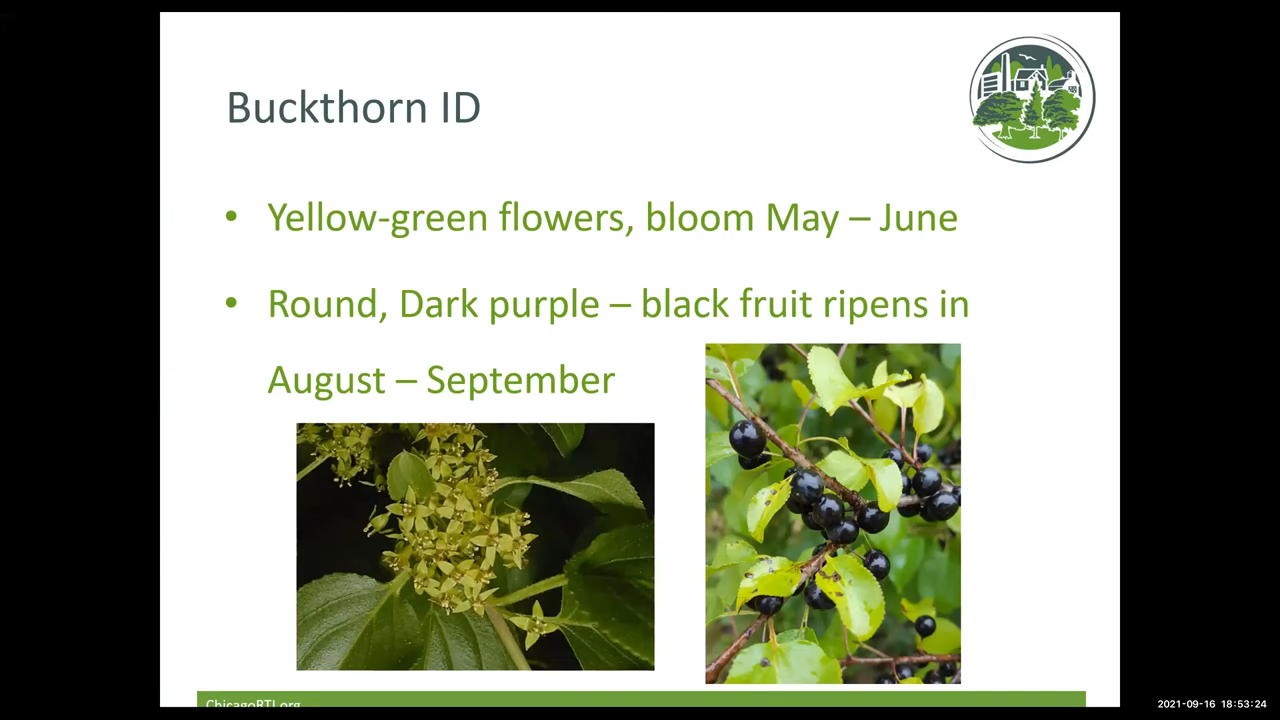 Buckthorn ID
• Yellow-green flowers, bloom May – June
• Round, Dark purple – black fruit ripens in
August – September
ChicagoRTI.org
2021-09-16 18:53:24